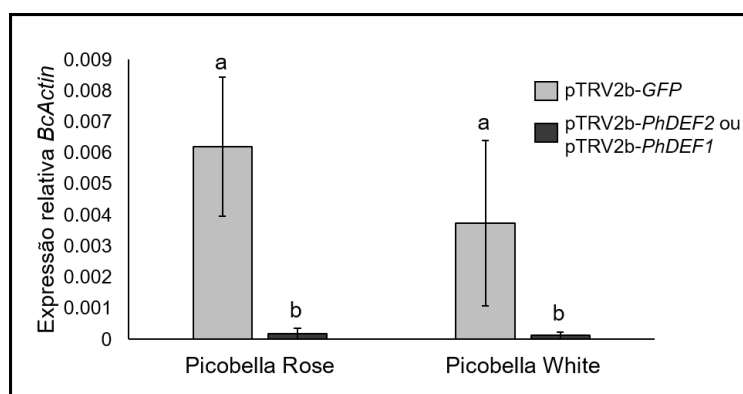 Expressão relativa BcActin
0.009
0.008
0.007
0.006
0.005
0.004
0.003
0.002
0.001
0
a
b
a
b
Picobella Rose
Picobella White
pTRV2b-GFP
pTRV2b-PhDEF2 ou
pTRV2b-PhDEF1